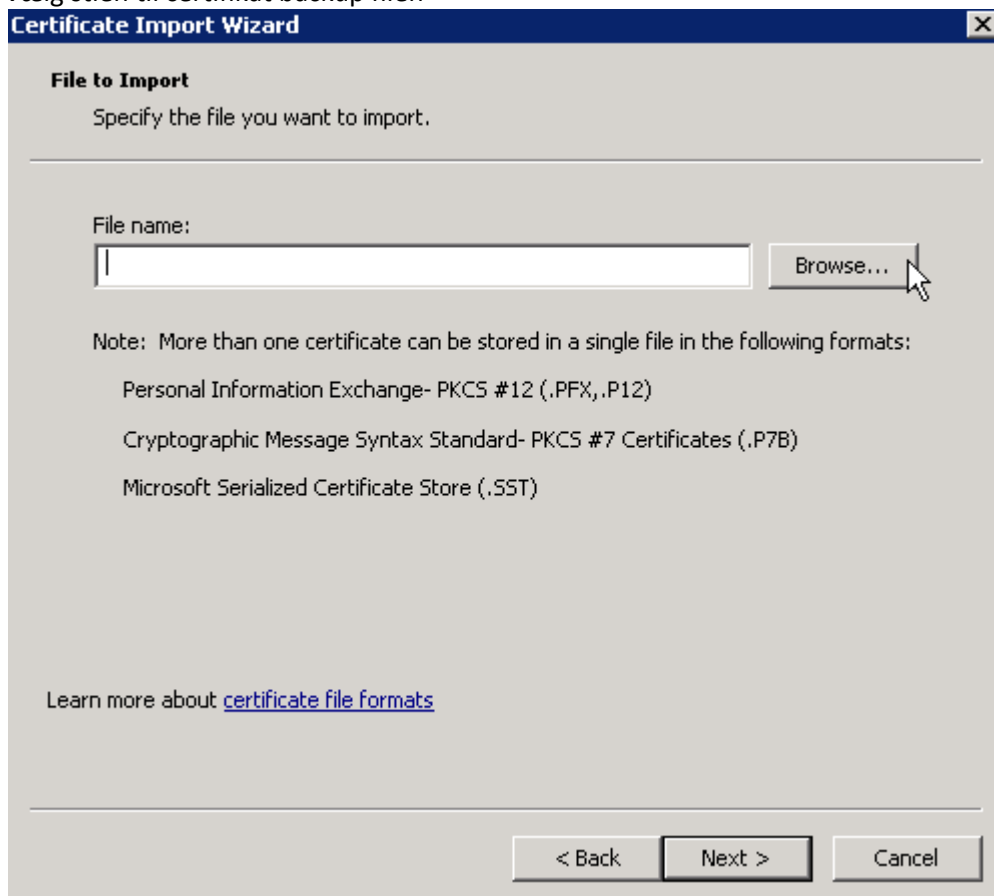 Certificate Import Wizard
File to Import
Specify the file you want to import.
File name:
Browse...
Note: More than one certificate can be stored in a single file in the following formats:
Personal Information Exchange- PKCS #12 (.PFX,.P12)
Cryptographic Message Syntax Standard- PKCS #7 Certificates (.P7B)
Microsoft Serialized Certificate Store (.SST)
Learn more about certificate file formats
< Back
Next >
Cancel